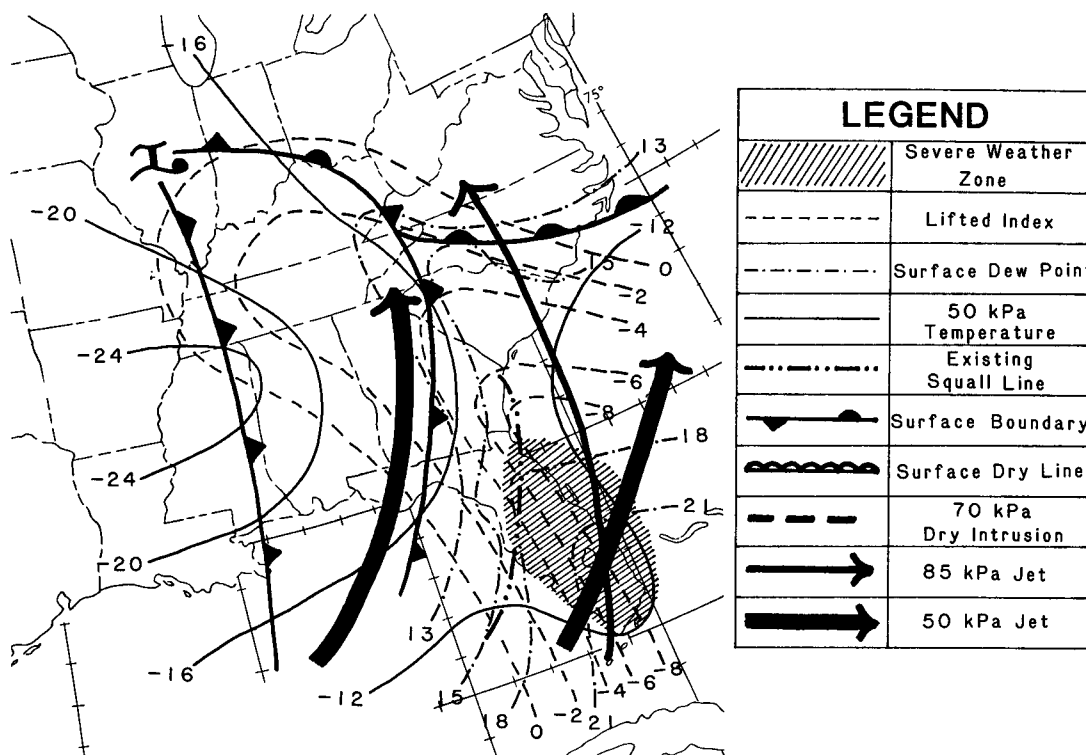 -16
75°
13
-20
-12
0
15
-2
-4
-24
-6
-8
18
-24
21
-20
13
-16
-12
15
18
0
-2
21
-4
-6
-8
L
LEGEND
Severe Weather
Zone
Lifted Index
Surface Dew Point
50 kPa
Temperature
Existing
Squall Line
Surface Boundary
Surface Dry Line
70 kPa
Dry Intrusion
85 kPa Jet
50 kPa Jet